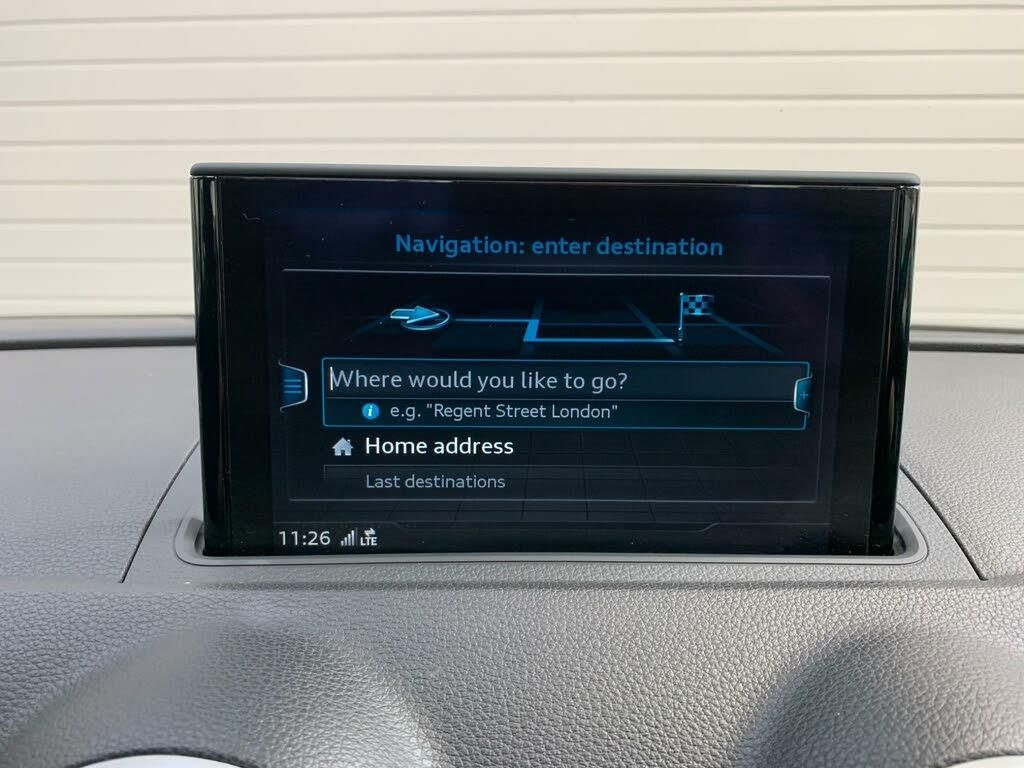 Navigation: enter destination
Where would you like to go?
i e.g. "Regent Street London"
Home address
Last destinations
11:26 LTE